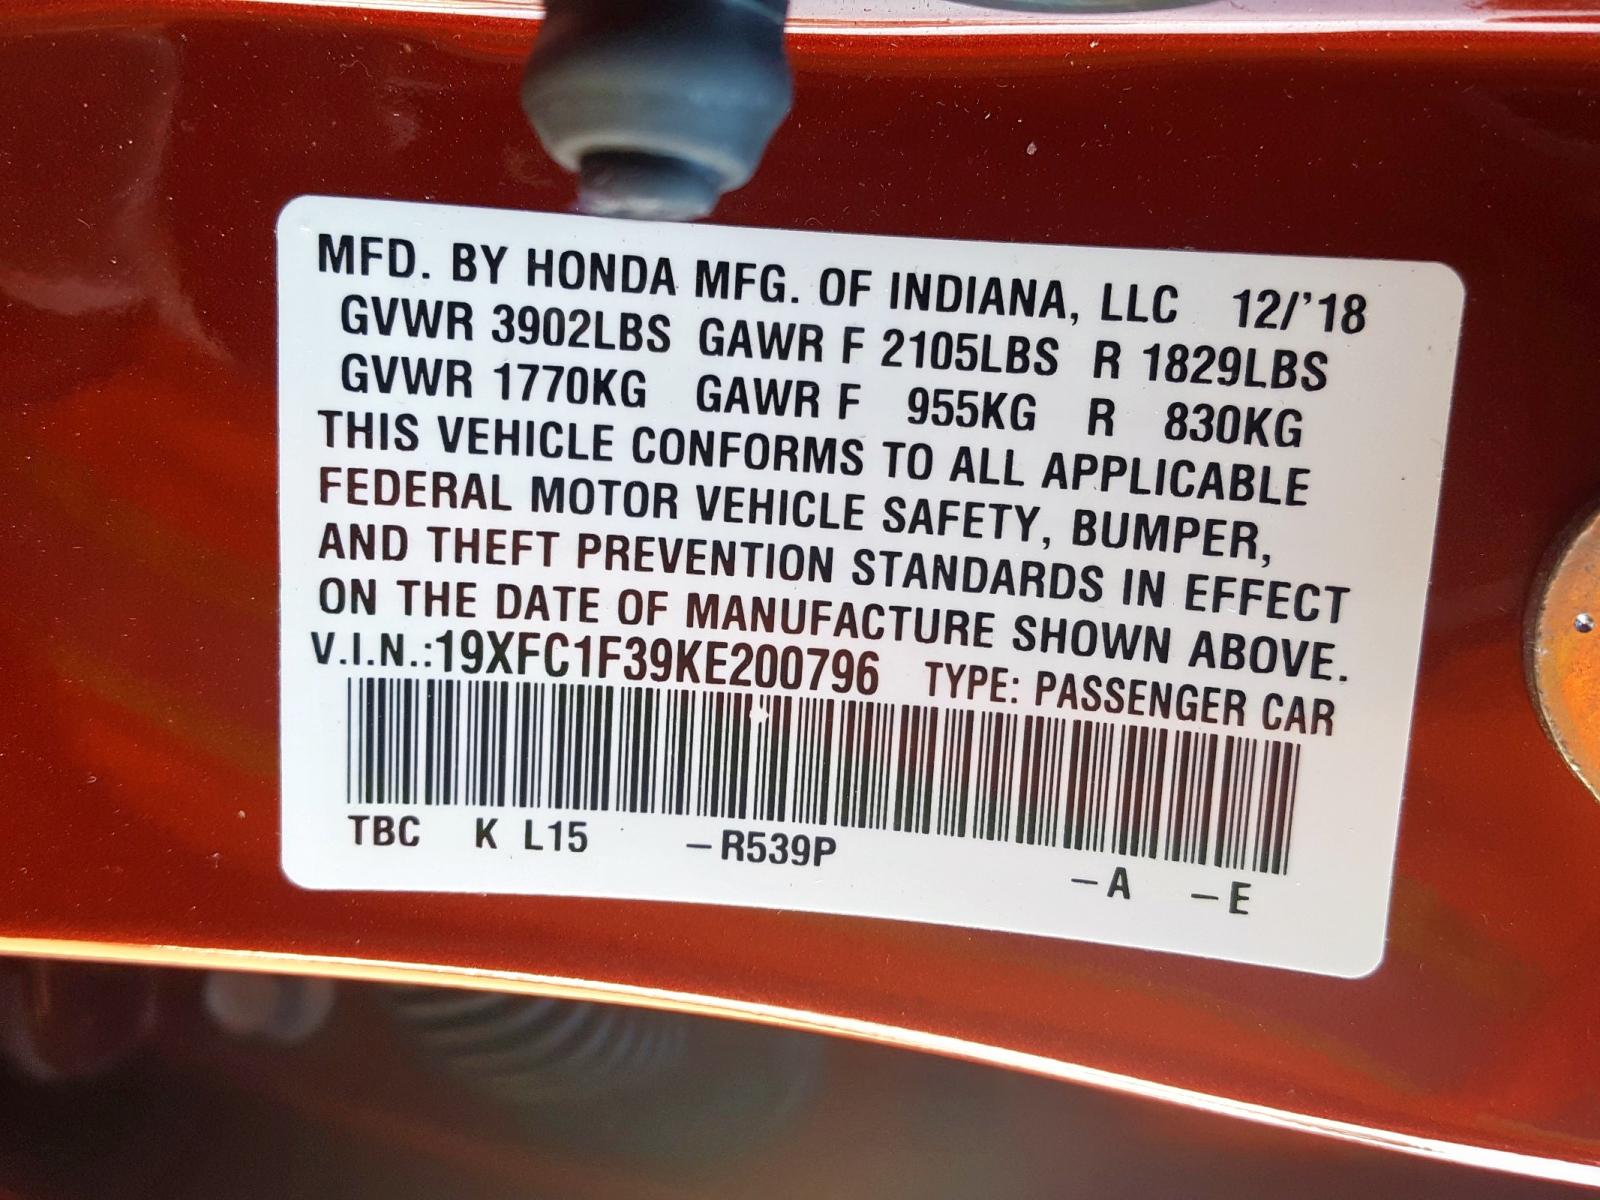 MFD. BY HONDA MFG. OF INDIANA, LLC 12/'18
GVWR 3902LBS GAWR F 2105LBS R 1829LBS
GVWR 1770KG GAWR F 955KG R 830KG
THIS VEHICLE CONFORMS TO ALL APPLICABLE
FEDERAL MOTOR VEHICLE SAFETY, BUMPER,
AND THEFT PREVENTION STANDARDS IN EFFECT
ON THE DATE OF MANUFACTURE SHOWN ABOVE.
V.I.N.:19XFC1F39KE200796 TYPE: PASSENGER CAR
TBC K L15 –R539P –A –E